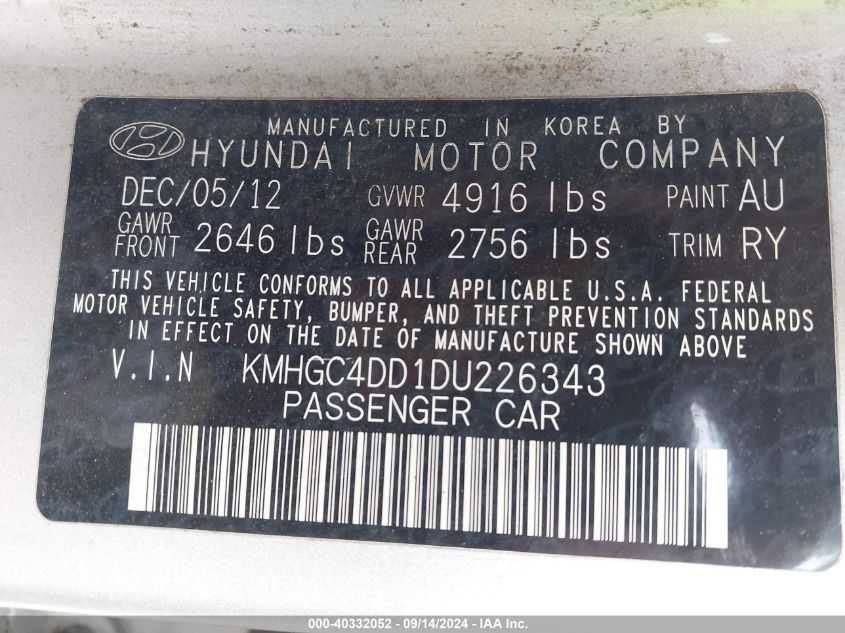 MANUFACTURED IN KOREA BY
HYUNDAI MOTOR COMPANY
DEC/05/12 GVWR 4916 lbs PAINT AU
GAWR FRONT 2646 lbs GAWR REAR 2756 lbs TRIM RY
THIS VEHICLE CONFORMS TO ALL APPLICABLE U.S.A. FEDERAL
MOTOR VEHICLE SAFETY, BUMPER, AND THEFT PREVENTION STANDARDS
IN EFFECT ON THE DATE OF MANUFACTURE SHOWN ABOVE
V.I.N KMHGC4DD1DU226343
PASSENGER CAR
000-40332052 - 09/14/2024 - IAA Inc.